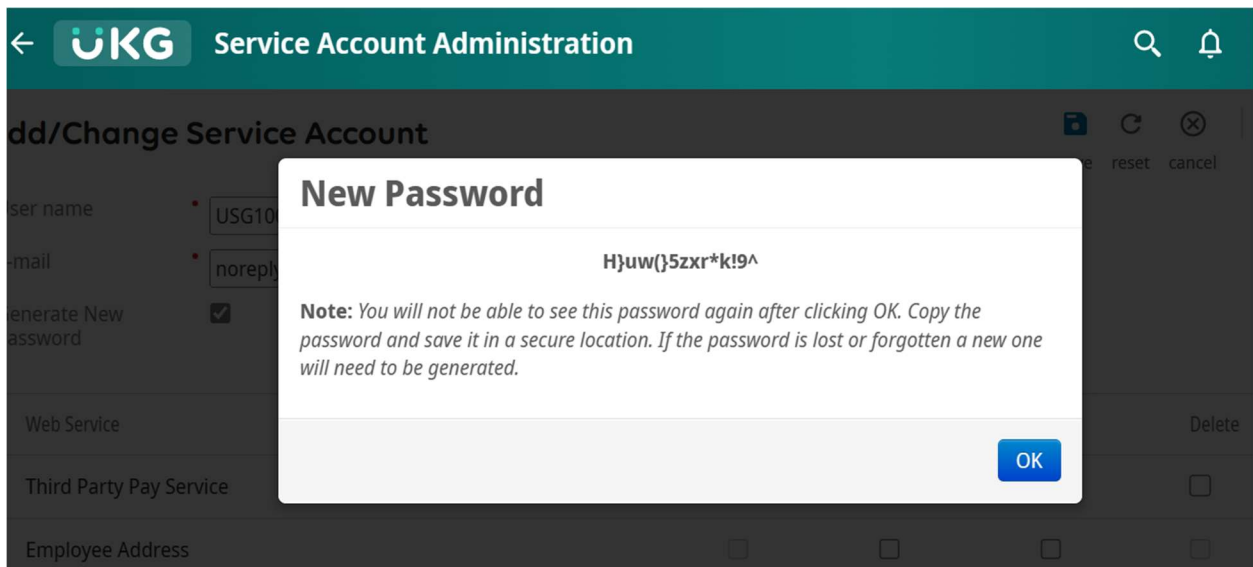 UKG Service Account Administration
dd/Change Service Account
reset cancel
New Password
ser name * USG10
H}uw(}5zxr*k!9^
-mail * noreply
enerate New
assword
Note: You will not be able to see this password again after clicking OK. Copy the
password and save it in a secure location. If the password is lost or forgotten a new one
will need to be generated.
Web Service
Delete
OK
Third Party Pay Service
Employee Address